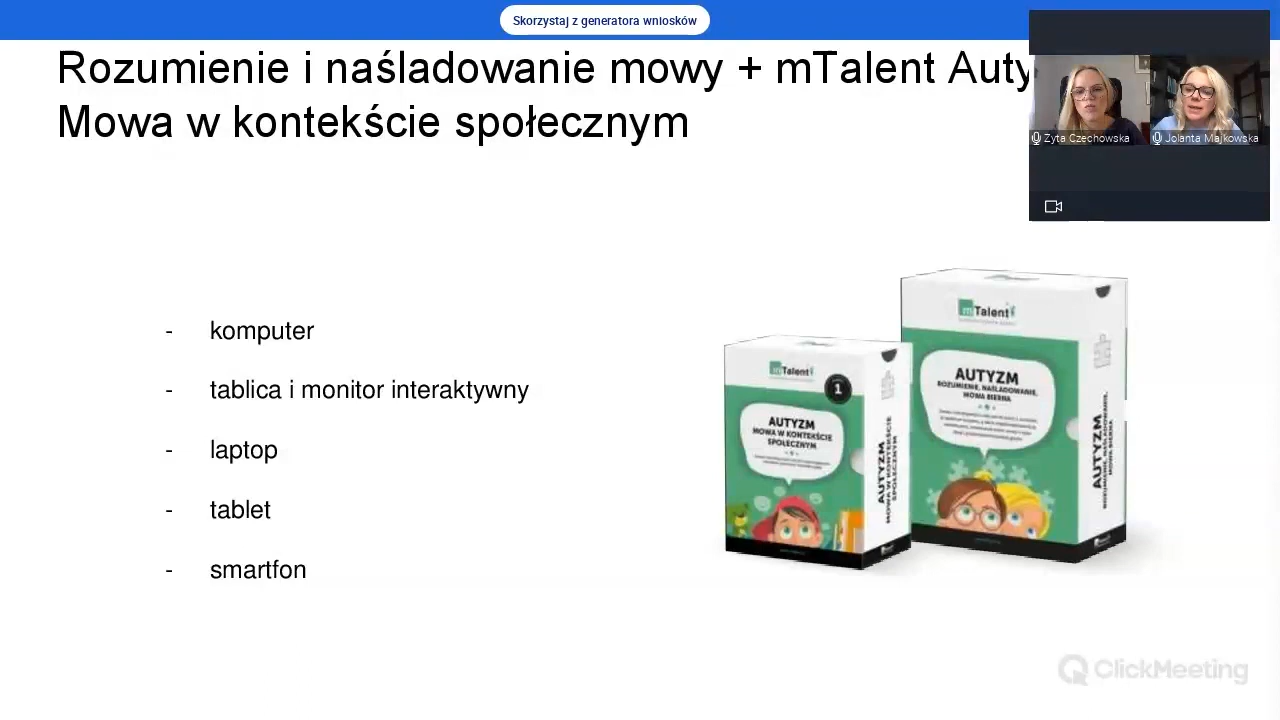 Skorzystaj z generatora wniosków
Rozumienie i naśladowanie mowy + mTalent Auty
Mowa w kontekście społecznym
Zyta Czechowska
Jolanta Majkowska
- komputer
- tablica i monitor interaktywny
- laptop
- tablet
- smartfon
mTalent
1
AUTYZM
MOWA W KONTEKŚCIE
SPOŁECZNYM
AUTYZM
MOWA W KONTEKŚCIE
SPOŁECZNYM
mTalent
AUTYZM
ROZUMIENIE, NAŚLADOWANIE,
MOWA BIERNA
AUTYZM
ROZUMIENIE, NAŚLADOWANIE,
MOWA BIERNA
ClickMeeting